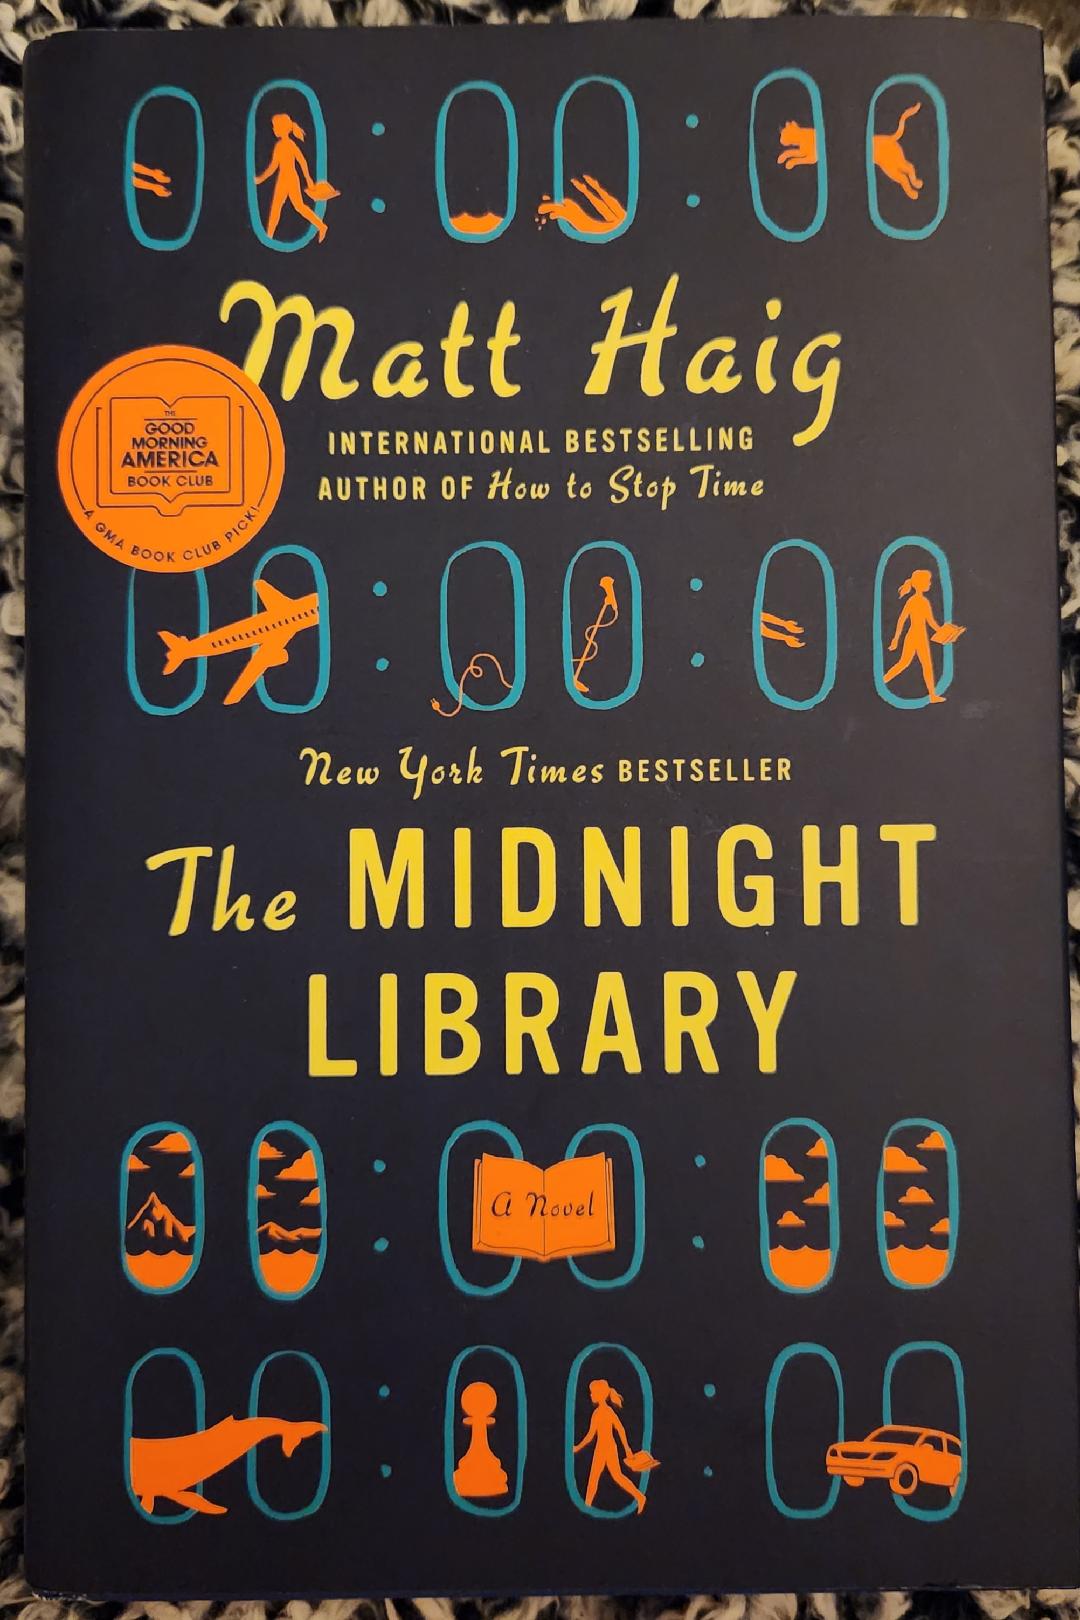 Matt Haig
INTERNATIONAL BESTSELLING
AUTHOR OF How to Stop Time
THE
GOOD
MORNING
AMERICA
BOOK CLUB
A GMA BOOK CLUB PICK!
New York Times BESTSELLER
The MIDNIGHT
LIBRARY
A Novel